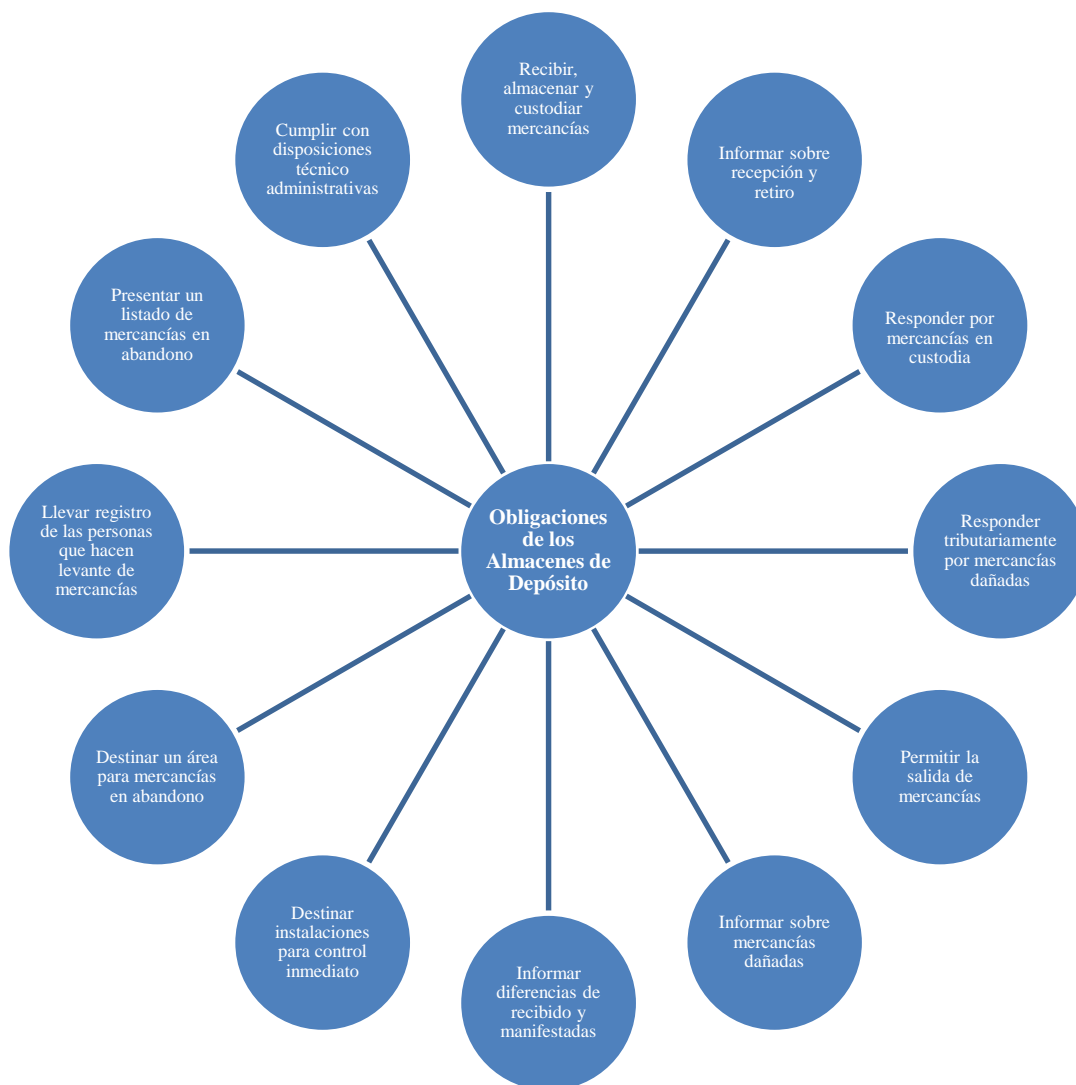 Recibir,
almacenar y
custodiar
mercancías
Informar sobre
recepción y
retiro
Responder por
mercancías en
custodia
Responder
tributariamente
por mercancías
dañadas
Permitir la
salida de
mercancías
Informar sobre
mercancías
dañadas
Informar
diferencias de
recibido y
manifestadas
Destinar
instalaciones
para control
inmediato
Destinar un área
para mercancías
en abandono
Llevar registro
de las personas
que hacen
levante de
mercancías
Presentar un
listado de
mercancías en
abandono
Cumplir con
disposiciones
técnico
administrativas
Obligaciones
de los
Almacenes de
Depósito